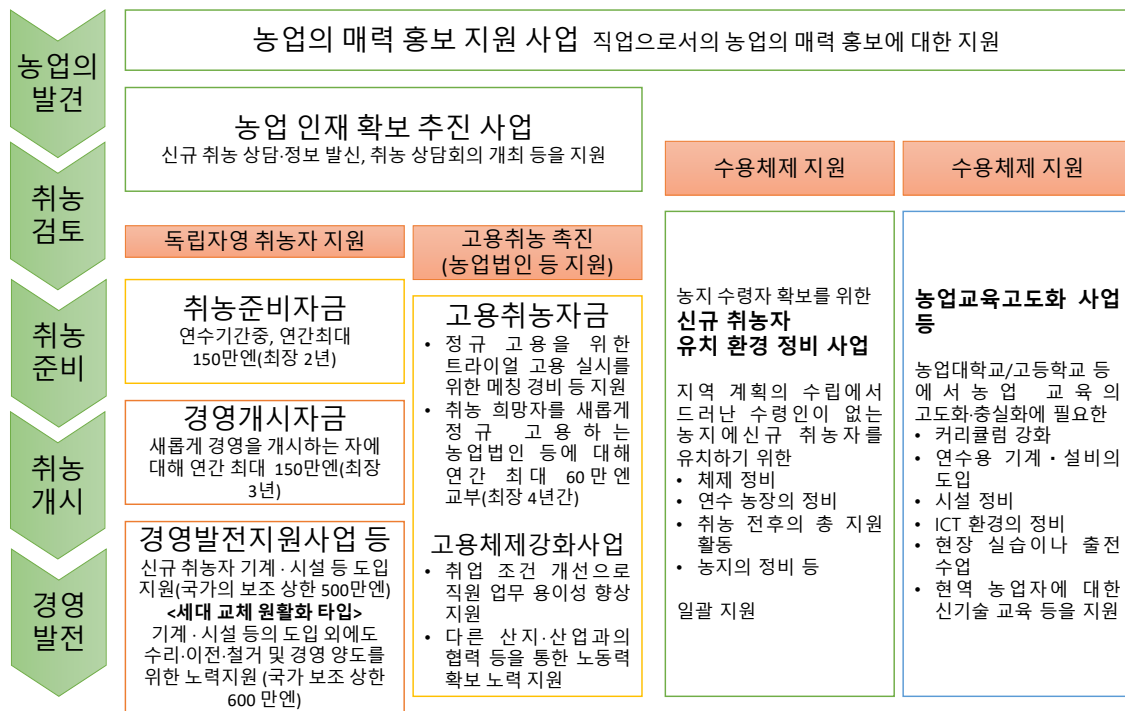 농업의
발견
취농
검토
취농
준비
취농
개시
경영
발전
농업의 매력 홍보 지원 사업 직업으로서의 농업의 매력 홍보에 대한 지원
농업 인재 확보 추진 사업
신규 취농 상담·정보 발신, 취농 상담회의 개최 등을 지원
독립자영 취농자 지원
취농준비자금
연수기간중, 연간최대
150만엔(최장 2년)
경영개시자금
새롭게 경영을 개시하는 자에
대해 연간 최대 150만엔(최장
3년)
경영발전지원사업 등
신규 취농자 기계·시설 등 도입
지원(국가의 보조 상한 500만엔)
<세대 교체 원활화 타입>
기계·시설 등의 도입 외에도
수리·이전·철거 및 경영 양도를
위한 노력지원 (국가 보조 상한
600 만엔)
고용취농 촉진
(농업법인 등 지원)
고용취농자금
• 정규 고용을 위한
트라이얼 고용 실시를
위한 메칭 경비 등 지원
• 취농 희망자를 새롭게
정규 고용하는
농업법인 등에 대해
연간 최대 60만엔
교부(최장 4년간)
고용체제강화사업
• 취업 조건 개선으로
직원 업무 용이성 향상
지원
• 다른 산지·산업과의
협력 등을 통한 노동력
확보 노력 지원
수용체제 지원
농지 수령자 확보를 위한
신규 취농자
유치 환경 정비 사업
지역 계획의 수립에서
드러난 수령인이 없는
농지에신규 취농자를
유치하기 위한
• 체제 정비
• 연수 농장의 정비
• 취농 전후의 총 지원
활동
• 농지의 정비 등
일괄 지원
수용체제 지원
농업교육고도화 사업
등
농업대학교/고등학교 등
에서농업 교육의
고도화·충실화에 필요한
• 커리큘럼 강화
• 연수용 기계・설비의
도입
• 시설 정비
• ICT 환경의 정비
• 현장 실습이나 출전
수업
• 현역 농업자에 대한
신기술 교육 등을 지원